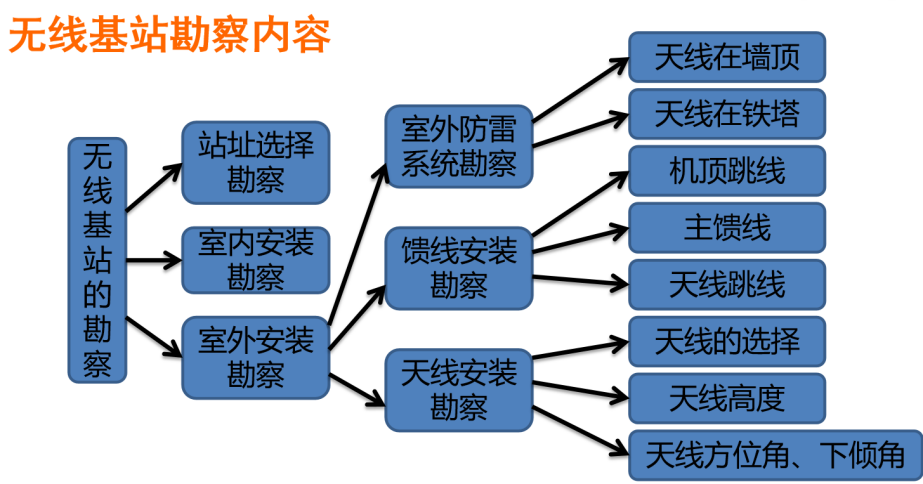 无线基站勘察内容
无线基站的勘察
站址选择
勘察
室内安装
勘察
室外安装
勘察
室外防雷
系统勘察
馈线安装
勘察
天线安装
勘察
天线在墙顶
天线在铁塔
机顶跳线
主馈线
天线跳线
天线的选择
天线高度
天线方位角、下倾角